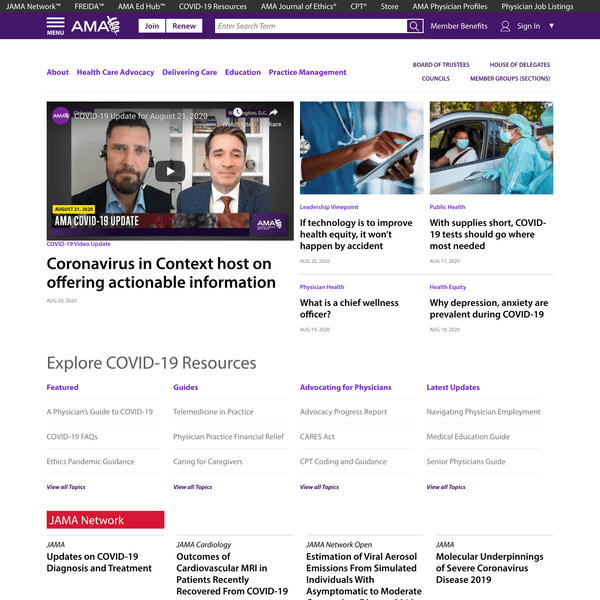 JAMA Network™ FREIDA™ AMA Ed Hub™ COVID-19 Resources AMA Journal of Ethics® CPT® Store AMA Physician Profiles Physician Job Listings
MENU AMA Join Renew Enter Search Term Member Benefits Sign In
BOARD OF TRUSTEES HOUSE OF DELEGATES
About Health Care Advocacy Delivering Care Education Practice Management
COUNCILS MEMBER GROUPS (SECTIONS)
COVID-19 Update for August 21, 2020
Washington, D.C.
Watch later Share
AUGUST 21, 2020
AMA COVID-19 UPDATE
AMA
COVID-19 Video Update
Coronavirus in Context host on
offering actionable information
AUG 20, 2020
Leadership Viewpoint
If technology is to improve
health equity, it won't
happen by accident
AUG 20, 2020
Public Health
With supplies short, COVID-
19 tests should go where
most needed
AUG 17, 2020
Physician Health
What is a chief wellness
officer?
AUG 19, 2020
Health Equity
Why depression, anxiety are
prevalent during COVID-19
AUG 18, 2020
Explore COVID-19 Resources
Featured
A Physician's Guide to COVID-19
COVID-19 FAQs
Ethics Pandemic Guidance
View all Topics
Guides
Telemedicine in Practice
Physician Practice Financial Relief
Caring for Caregivers
View all Topics
Advocating for Physicians
Advocacy Progress Report
CARES Act
CPT Coding and Guidance
View all Topics
Latest Updates
Navigating Physician Employment
Medical Education Guide
Senior Physicians Guide
View all Topics
JAMA Network
JAMA
Updates on COVID-19
Diagnosis and Treatment
JAMA Cardiology
Outcomes of
Cardiovascular MRI in
Patients Recently
Recovered From COVID-19
JAMA Network Open
Estimation of Viral Aerosol
Emissions From Simulated
Individuals With
Asymptomatic to Moderate
JAMA
Molecular Underpinnings
of Severe Coronavirus
Disease 2019